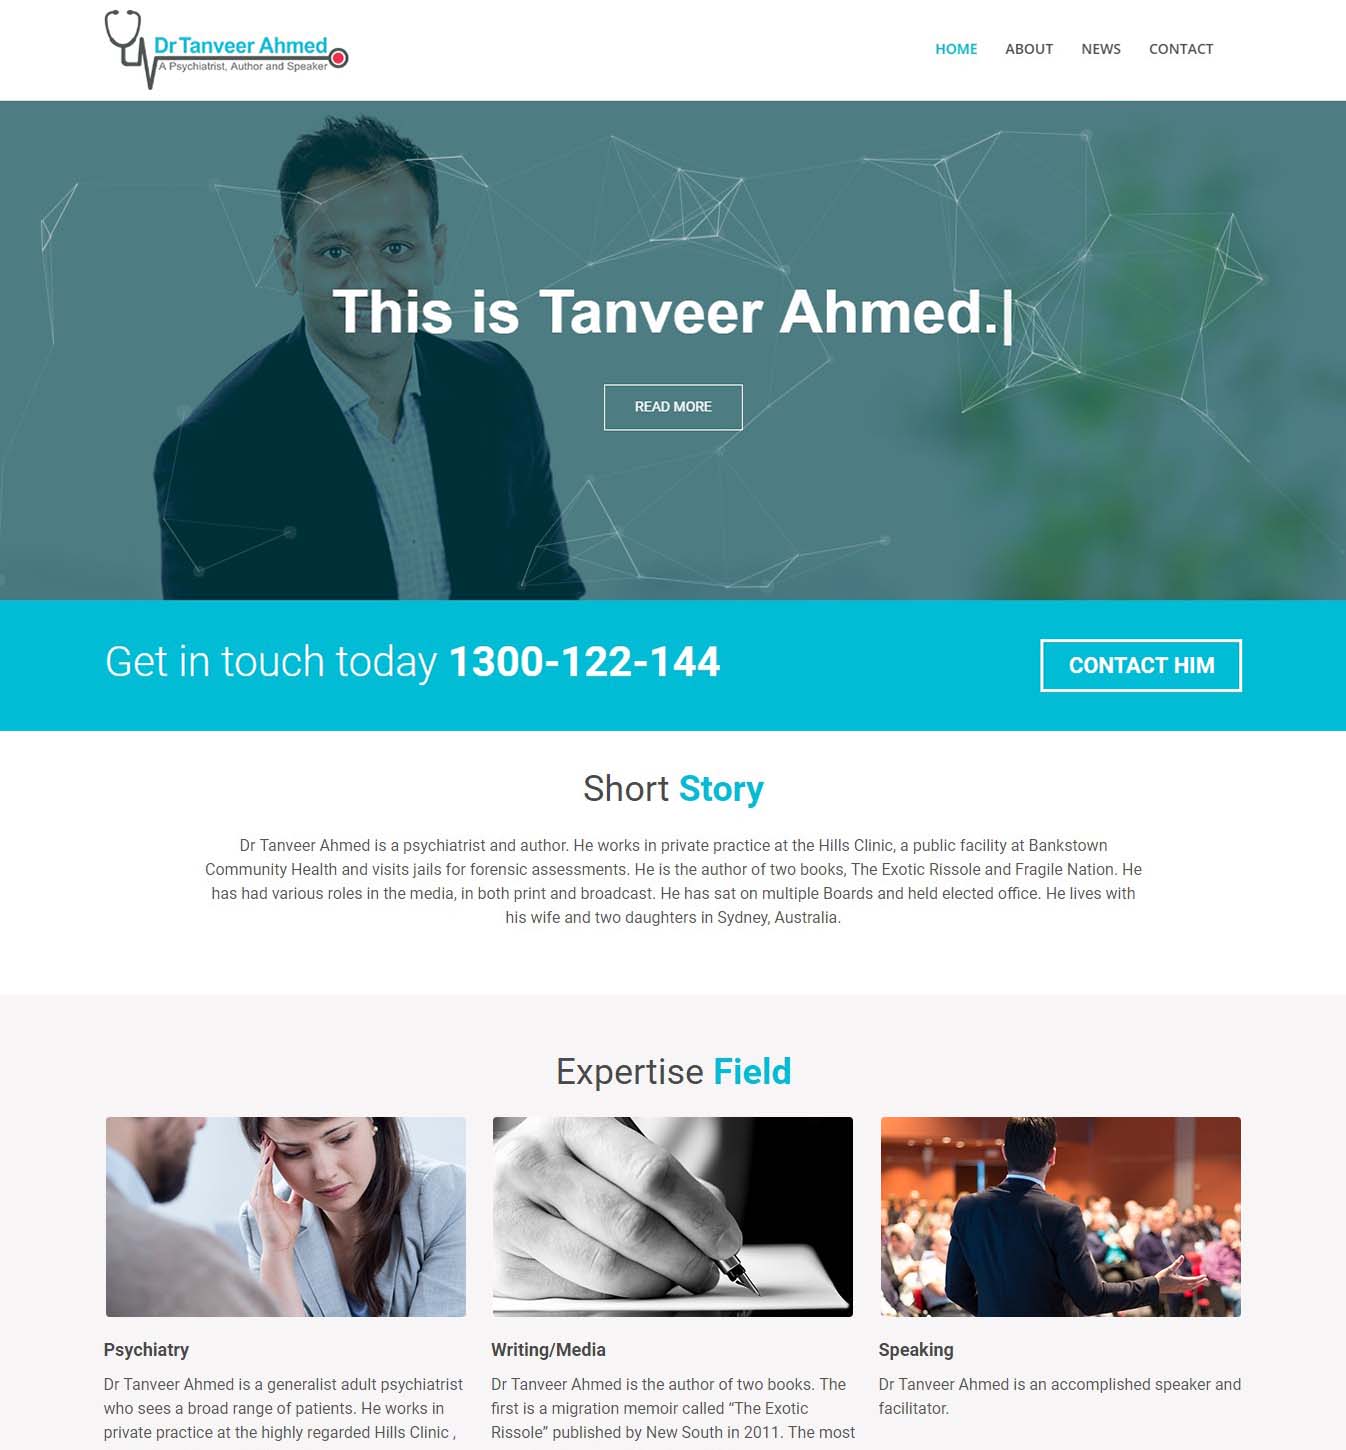 Dr Tanveer Ahmed
A Psychiatrist, Author and Speaker
HOME ABOUT NEWS CONTACT
This is Tanveer Ahmed.|
READ MORE
Get in touch today 1300-122-144
CONTACT HIM
Short Story
Dr Tanveer Ahmed is a psychiatrist and author. He works in private practice at the Hills Clinic, a public facility at Bankstown
Community Health and visits jails for forensic assessments. He is the author of two books, The Exotic Rissole and Fragile Nation. He
has had various roles in the media, in both print and broadcast. He has sat on multiple Boards and held elected office. He lives with
his wife and two daughters in Sydney, Australia.
Expertise Field
Psychiatry
Dr Tanveer Ahmed is a generalist adult psychiatrist
who sees a broad range of patients. He works in
private practice at the highly regarded Hills Clinic ,
Writing/Media
Dr Tanveer Ahmed is the author of two books. The
first is a migration memoir called “The Exotic
Rissole” published by New South in 2011. The most
Speaking
Dr Tanveer Ahmed is an accomplished speaker and
facilitator.